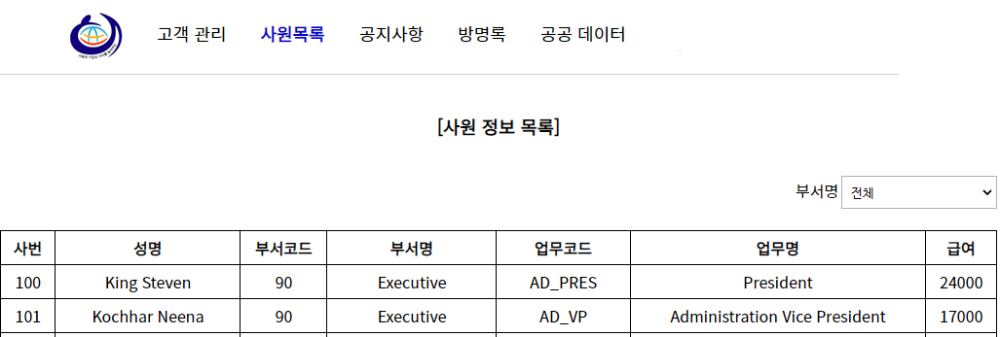 고객 관리 사원목록 공지사항 방명록 공공 데이터
[사원 정보 목록]
부서명 전체
사번 성명 부서코드 부서명 업무코드 업무명 급여
100 King Steven 90 Executive AD_PRES President 24000
101 Kochhar Neena 90 Executive AD_VP Administration Vice President 17000